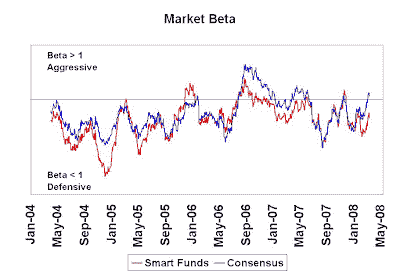 Market Beta
Beta > 1
Aggressive
Beta < 1
Defensive
Jan-04
May-04
Sep-04
Jan-05
May-05
Sep-05
Jan-06
May-06
Sep-06
Jan-07
May-07
Sep-07
Jan-08
May-08
Smart Funds
Consensus